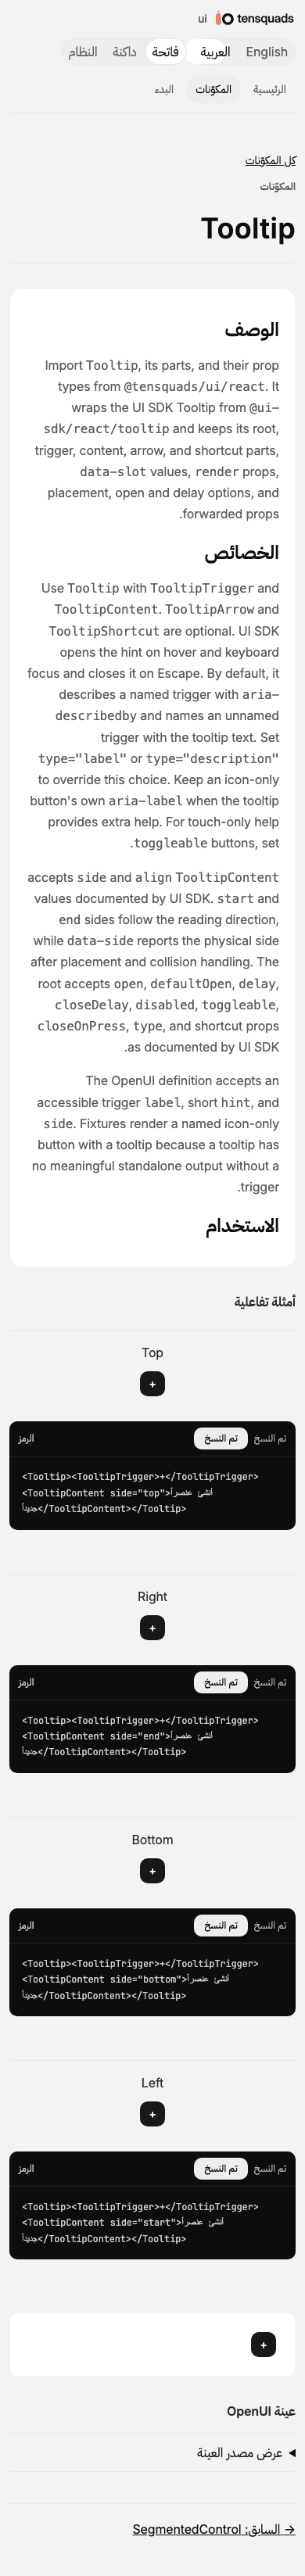 tensquads ui
English العربية فاتحة داكنة النظام
الرئيسية المكوّنات البدء
كل المكوّنات
المكوّنات
Tooltip
الوصف
Import Tooltip, its parts, and their prop
types from @tensquads/ui/react. It
wraps the UI SDK Tooltip from @ui-
sdk/react/tooltip and keeps its root,
trigger, content, arrow, and shortcut parts,
data-slot values, render props,
placement, open and delay options, and
forwarded props.
الخصائص
Use Tooltip with TooltipTrigger and
TooltipContent. TooltipArrow and
TooltipShortcut are optional. UI SDK
opens the hint on hover and keyboard
focus and closes it on Escape. By default, it
describes a named trigger with aria-
describedby and names an unnamed
trigger with the tooltip text. Set
type="label" or type="description"
to override this choice. Keep an icon-only
button's own aria-label when the tooltip
provides extra help. For touch-only help
buttons, set toggleable.
TooltipContent accepts side and align
values documented by UI SDK. start and
end sides follow the reading direction,
while data-side reports the physical side
after placement and collision handling. The
root accepts open, defaultOpen, delay,
closeDelay, disabled, toggleable,
closeOnPress, type, and shortcut props
as documented by UI SDK.
The OpenUI definition accepts an
accessible trigger label, short hint, and
side. Fixtures render a named icon-only
button with a tooltip because a tooltip has
no meaningful standalone output without a
trigger.
الاستخدام
أمثلة تفاعلية
Top
+
تم النسخ تم النسخ الرمز
<Tooltip><TooltipTrigger>+</TooltipTrigger>
<TooltipContent side="top">أنشئ عنصراً
جديداً</TooltipContent></Tooltip>
Right
+
تم النسخ تم النسخ الرمز
<Tooltip><TooltipTrigger>+</TooltipTrigger>
<TooltipContent side="end">أنشئ عنصراً
جديداً</TooltipContent></Tooltip>
Bottom
+
تم النسخ تم النسخ الرمز
<Tooltip><TooltipTrigger>+</TooltipTrigger>
<TooltipContent side="bottom">أنشئ عنصراً
جديداً</TooltipContent></Tooltip>
Left
+
تم النسخ تم النسخ الرمز
<Tooltip><TooltipTrigger>+</TooltipTrigger>
<TooltipContent side="start">أنشئ عنصراً
جديداً</TooltipContent></Tooltip>
+
عينة OpenUI
عرض مصدر العينة
→ السابق: SegmentedControl